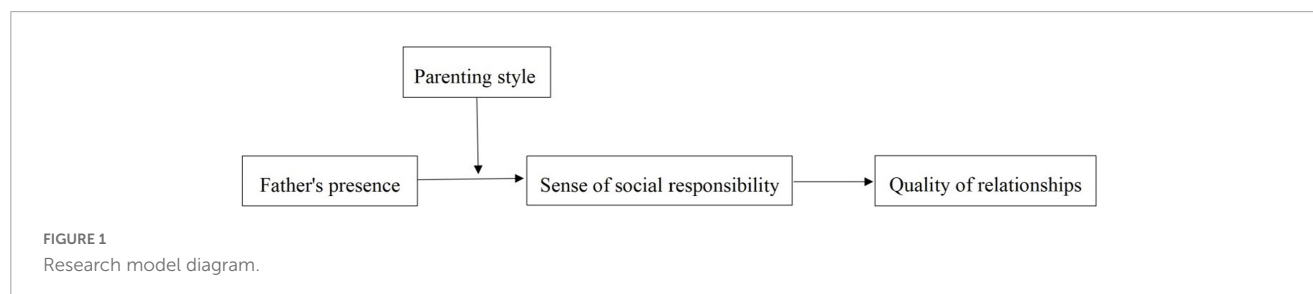 Parenting style
Father's presence
Sense of social responsibility
Quality of relationships
FIGURE 1
Research model diagram.